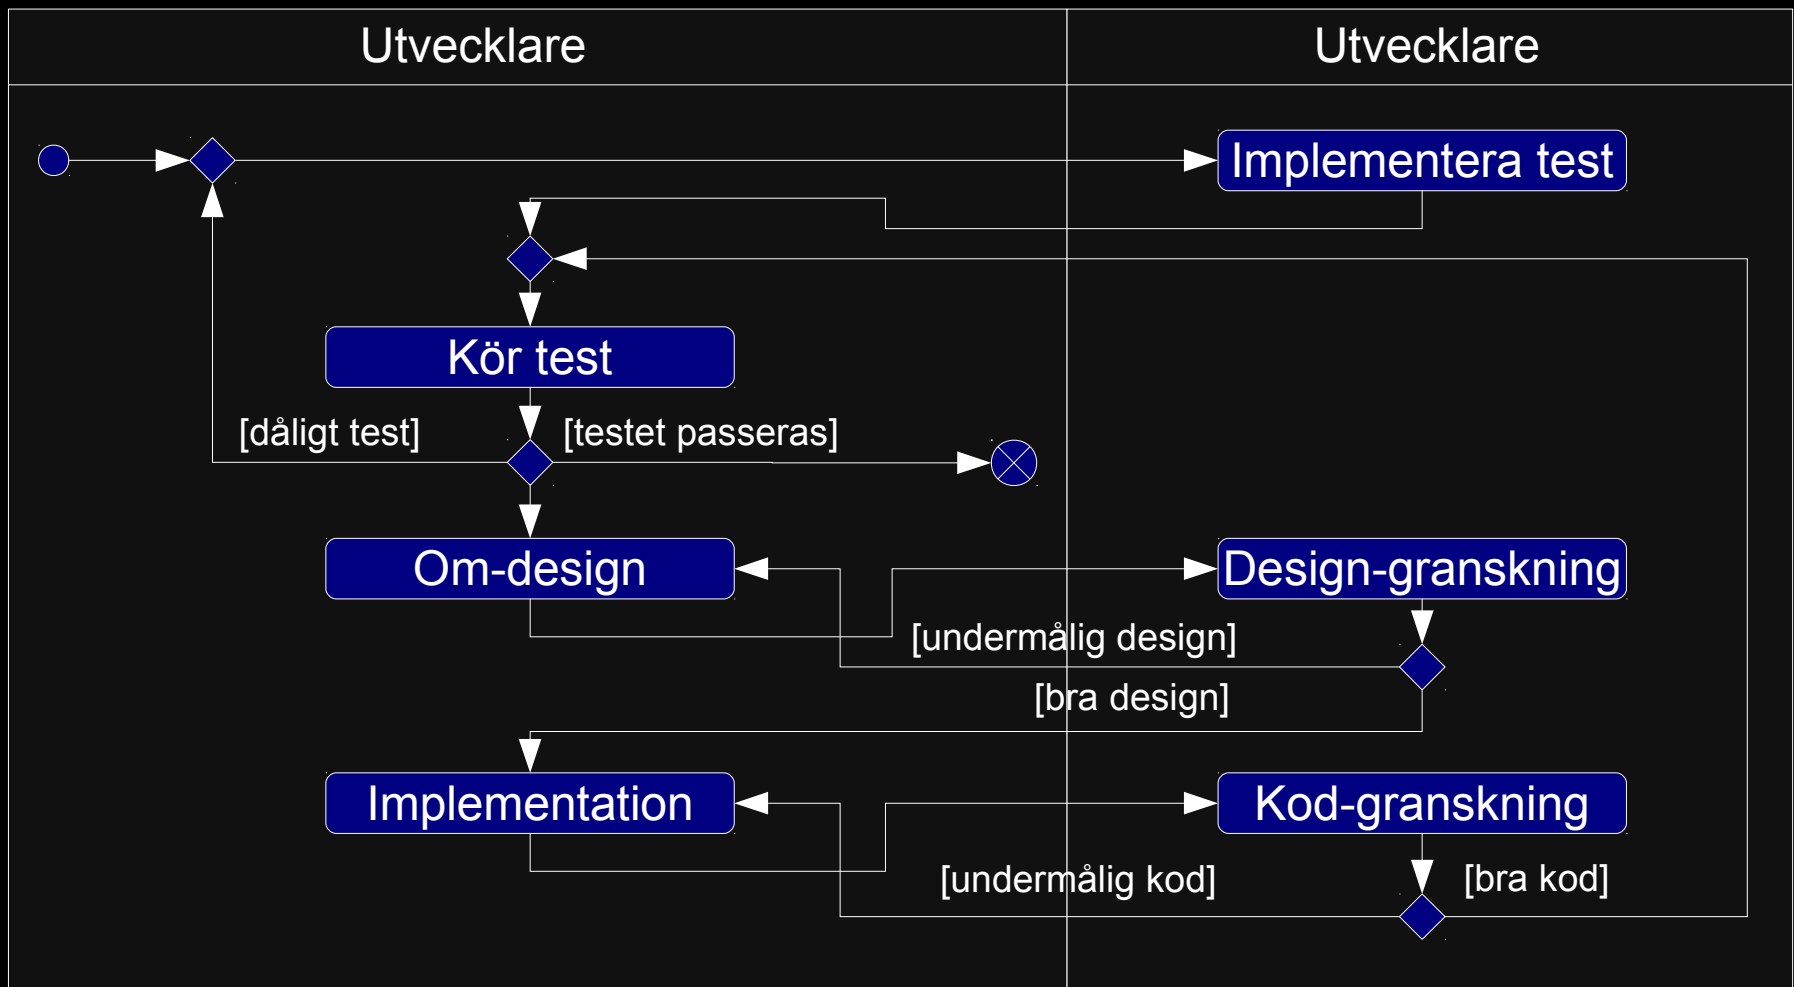 Utvecklare
Utvecklare
Implementera test
Kör test
[dåligt test]
[testet passeras]
Om-design
Design-granskning
[undermålig design]
[bra design]
Implementation
Kod-granskning
[undermålig kod]
[bra kod]